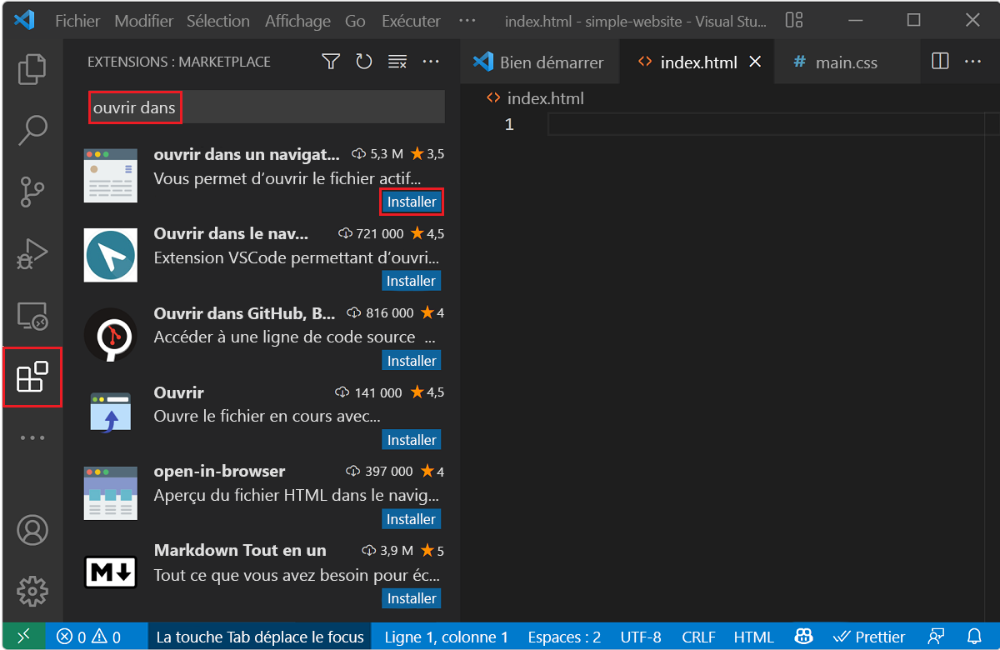 Fichier Modifier Sélection Affichage Go Exécuter ··· index.html - simple-website - Visual Stu...
EXTENSIONS : MARKETPLACE
Bien démarrer
index.html
# main.css
ouvrir dans
index.html
1
ouvrir dans un navigat... 5,3 M 3,5
Vous permet d’ouvrir le fichier actif...
Installer
Ouvrir dans le nav... 721 000 4,5
Extension VSCode permettant d’ouvri...
Installer
Ouvrir dans GitHub, B... 816 000 4
Accéder à une ligne de code source ...
Installer
Ouvrir 141 000 4,5
Ouvre le fichier en cours avec...
Installer
open-in-browser 397 000 4
Aperçu du fichier HTML dans le navig...
Installer
Markdown Tout en un 3,9 M 5
M
Tout ce que vous avez besoin pour éc...
Installer
0 0 La touche Tab déplace le focus Ligne 1, colonne 1 Espaces : 2 UTF-8 CRLF HTML Prettier